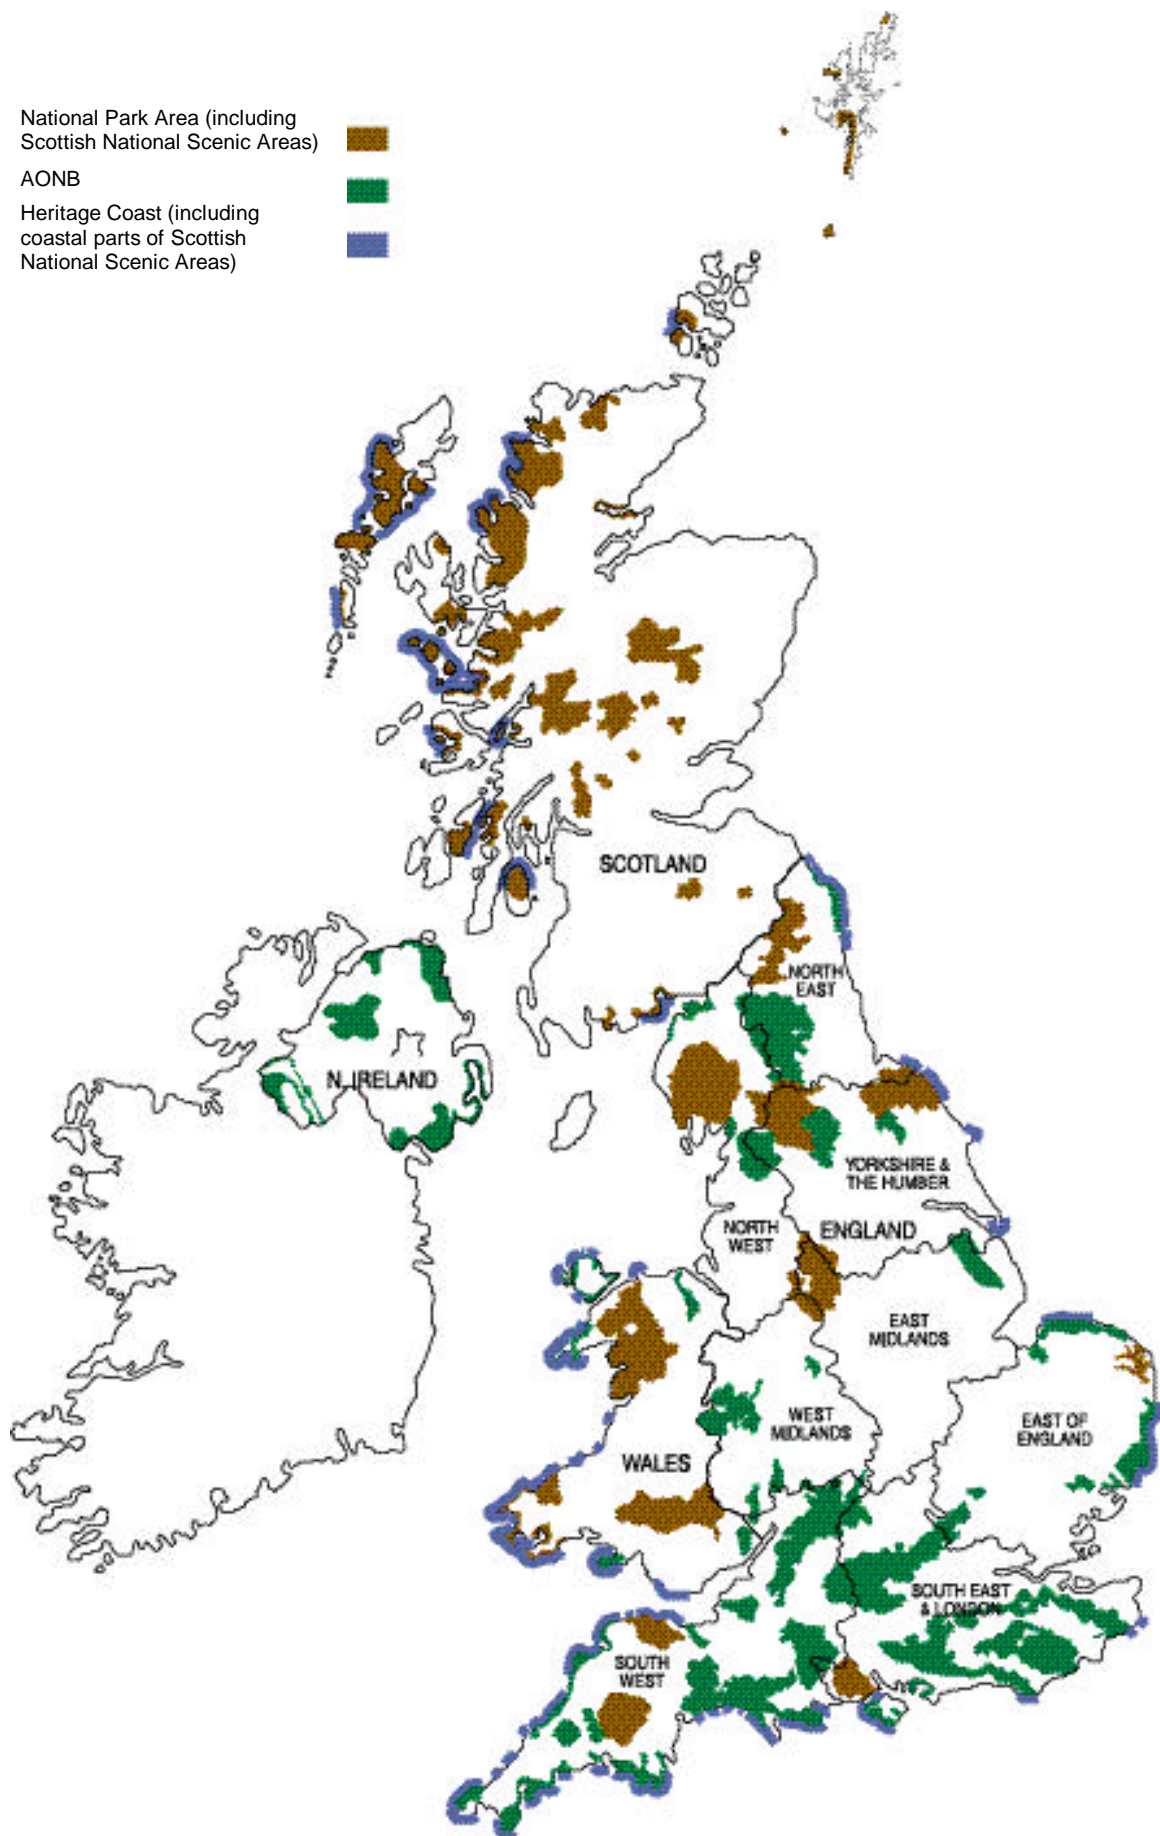 National Park Area (including
Scottish National Scenic Areas)
AONB
Heritage Coast (including
coastal parts of Scottish
National Scenic Areas)
SCOTLAND
NORTH
EAST
N. IRELAND
YORKSHIRE &
THE HUMBER
NORTH
WEST
ENGLAND
EAST
MIDLANDS
WEST
MIDLANDS
EAST OF
ENGLAND
WALES
SOUTH EAST
& LONDON
SOUTH
WEST